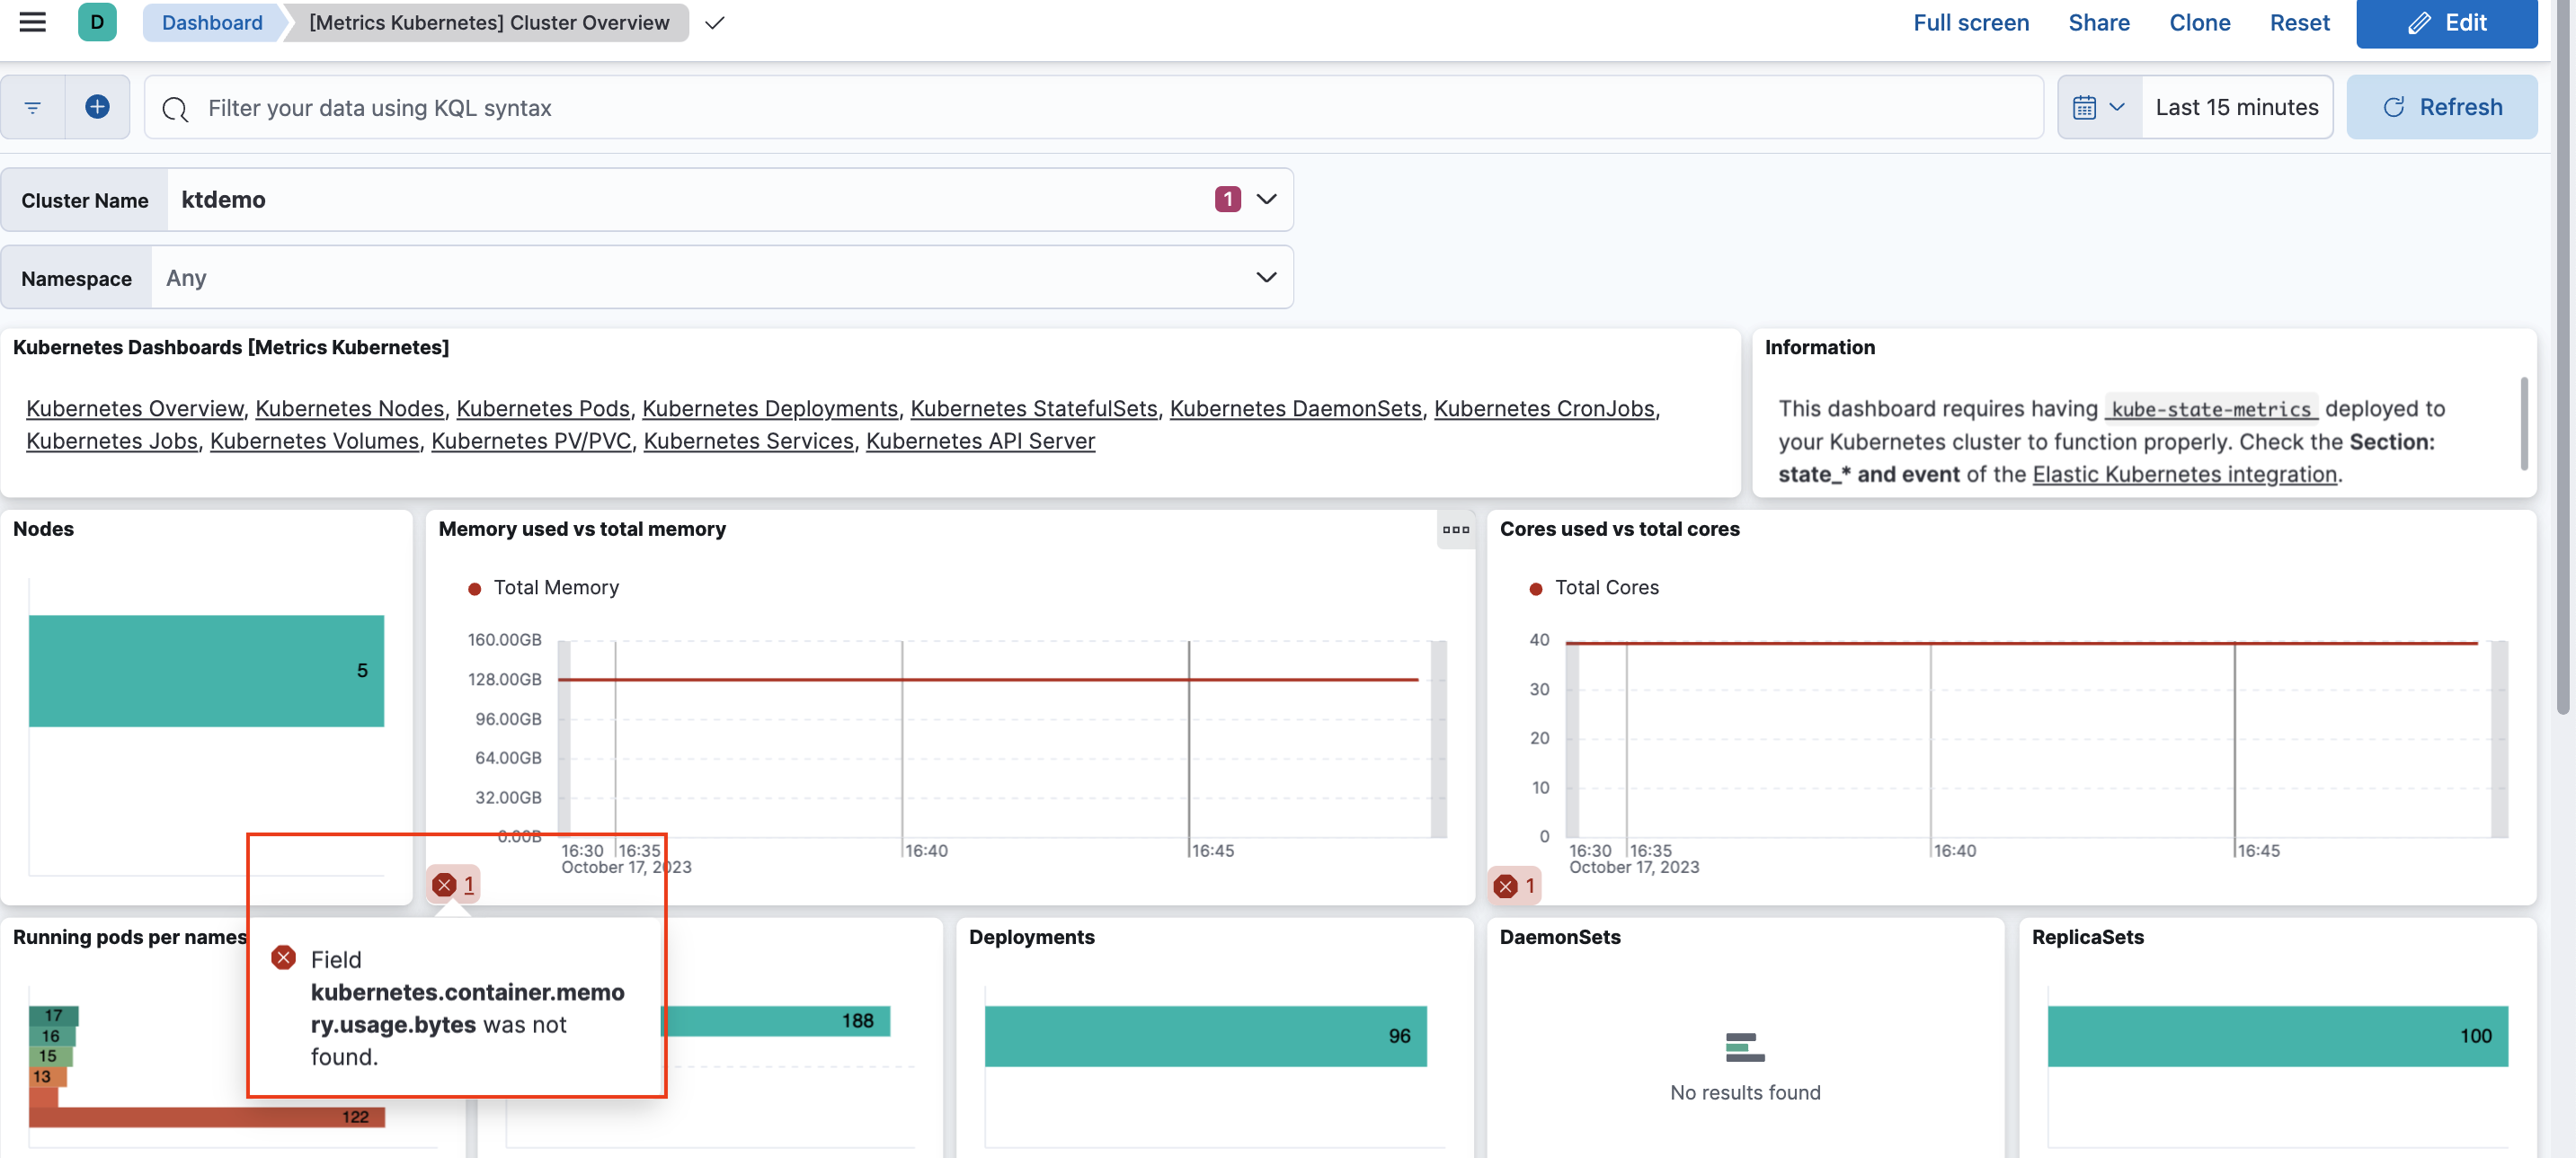 D
Dashboard
[Metrics Kubernetes] Cluster Overview
Full screen
Share
Clone
Reset
Edit
Filter your data using KQL syntax
Last 15 minutes
Refresh
Cluster Name
ktdemo
1
Namespace
Any
Kubernetes Dashboards [Metrics Kubernetes]
Kubernetes Overview, Kubernetes Nodes, Kubernetes Pods, Kubernetes Deployments, Kubernetes StatefulSets, Kubernetes DaemonSets, Kubernetes CronJobs,
Kubernetes Jobs, Kubernetes Volumes, Kubernetes PV/PVC, Kubernetes Services, Kubernetes API Server
Information
This dashboard requires having kube-state-metrics deployed to
your Kubernetes cluster to function properly. Check the Section:
state_* and event of the Elastic Kubernetes integration.
Nodes
5
Memory used vs total memory
Total Memory
160.00GB
128.00GB
96.00GB
64.00GB
32.00GB
0.00B
16:30
16:35
16:40
16:45
October 17, 2023
1
Cores used vs total cores
Total Cores
40
30
20
10
0
16:30
16:35
16:40
16:45
October 17, 2023
1
Running pods per names
17
16
15
13
122
Field
kubernetes.container.memo
ry.usage.bytes was not
found.
188
Deployments
96
DaemonSets
No results found
ReplicaSets
100